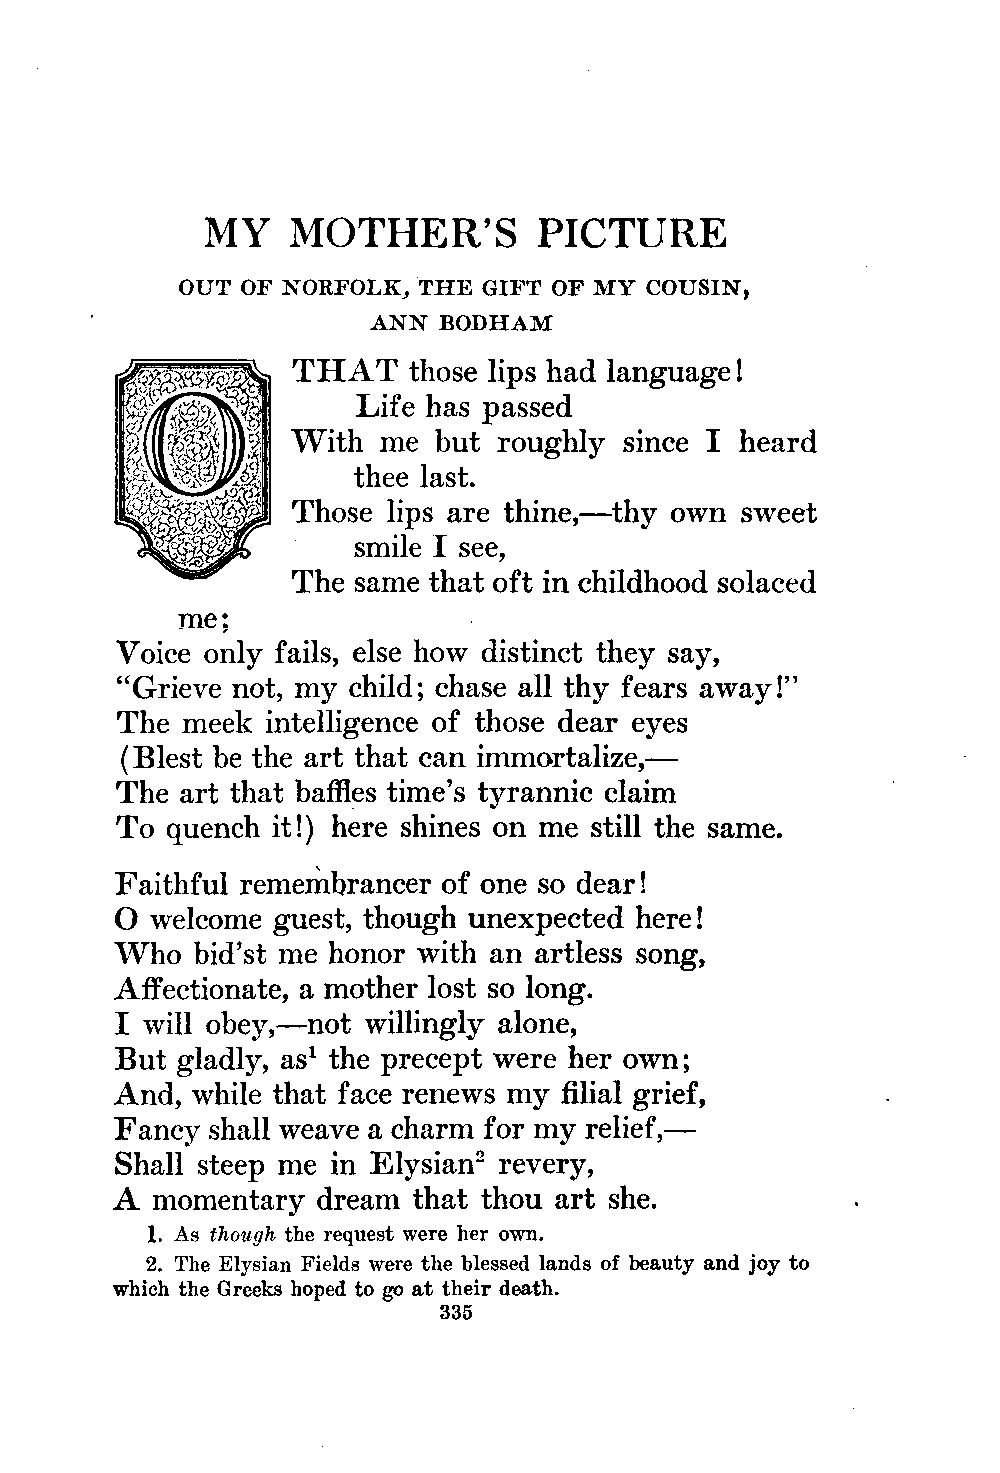 MY MOTHER'S PICTURE
OUT OF NORFOLK, THE GIFT OF MY COUSIN,
ANN BODHAM
O THAT those lips had language!
Life has passed
With me but roughly since I heard
thee last.
Those lips are thine,—thy own sweet
smile I see,
The same that oft in childhood solaced
me;
Voice only fails, else how distinct they say,
"Grieve not, my child; chase all thy fears away!"
The meek intelligence of those dear eyes
(Blest be the art that can immortalize,—
The art that baffles time's tyrannic claim
To quench it!) here shines on me still the same.
Faithful remembrancer of one so dear!
O welcome guest, though unexpected here!
Who bid'st me honor with an artless song,
Affectionate, a mother lost so long.
I will obey,—not willingly alone,
But gladly, as¹ the precept were her own;
And, while that face renews my filial grief,
Fancy shall weave a charm for my relief,—
Shall steep me in Elysian² revery,
A momentary dream that thou art she.
1. As though the request were her own.
2. The Elysian Fields were the blessed lands of beauty and joy to
which the Greeks hoped to go at their death.
335